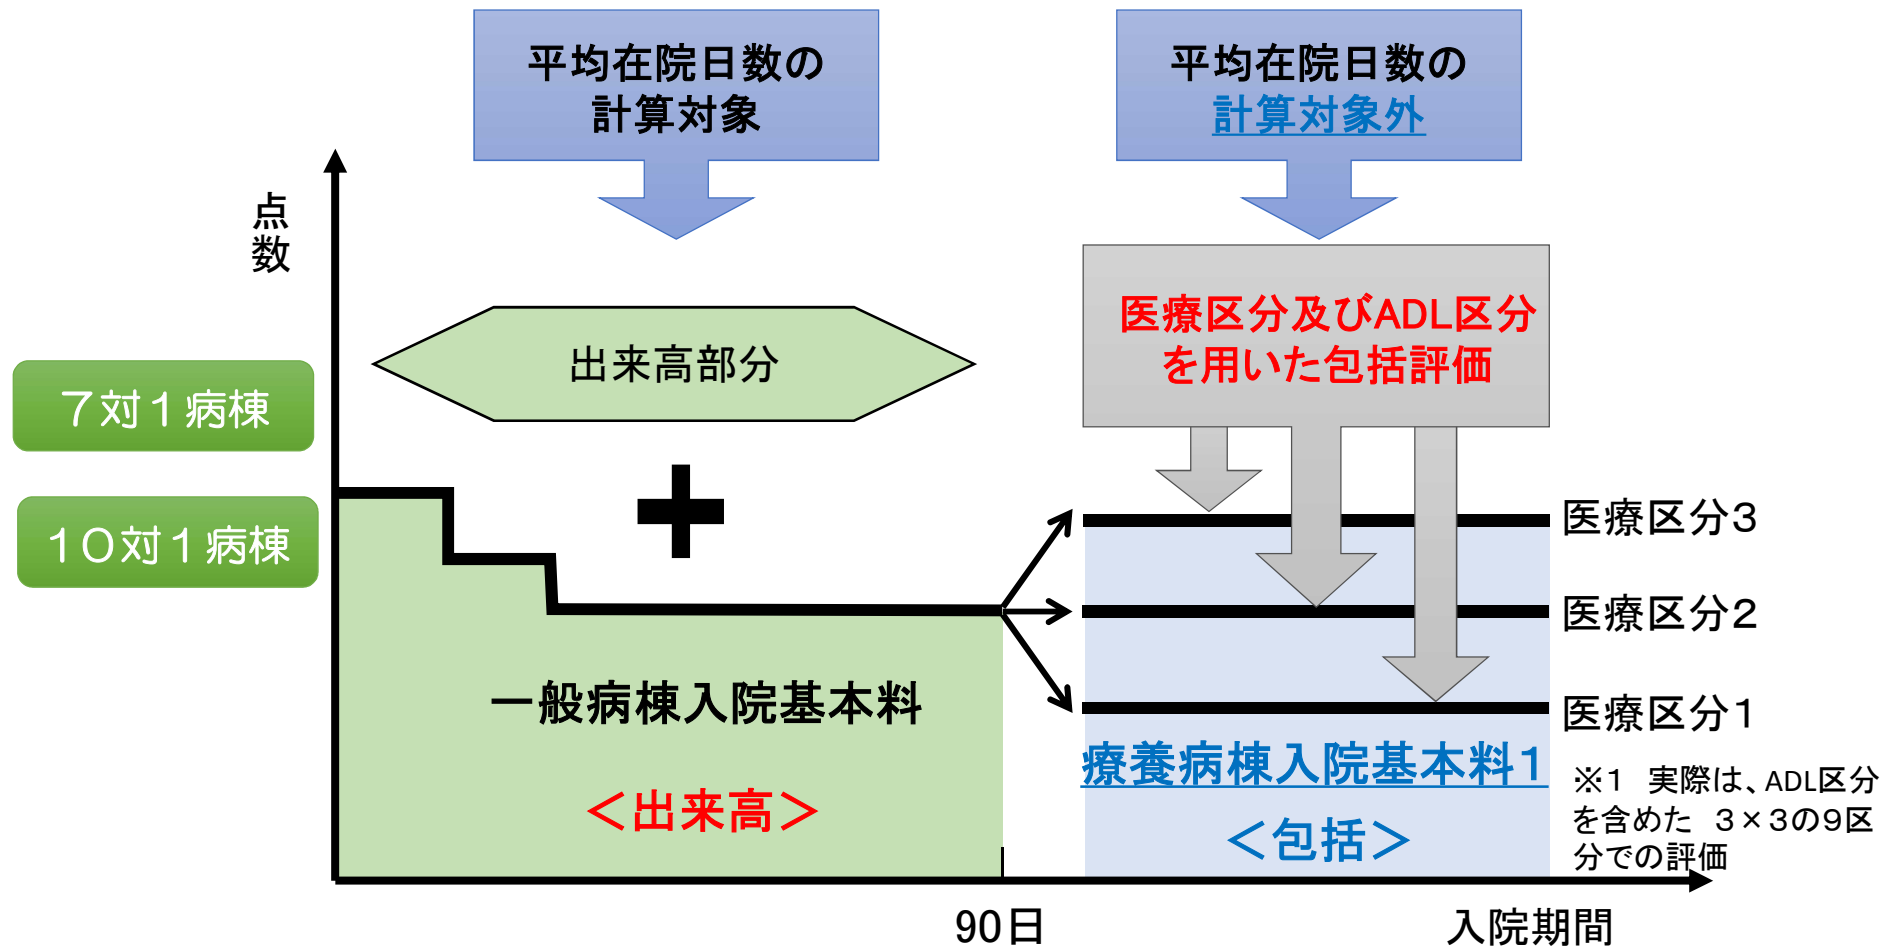 平均在院日数の
計算対象
平均在院日数の
計算対象外
点数
出来高部分
医療区分及びADL区分
を用いた包括評価
７対１病棟
１０対１病棟
＋
医療区分３
医療区分２
医療区分１
一般病棟入院基本料
＜出来高＞
療養病棟入院基本料1
＜包括＞
※１　実際は、ADL区分
を含めた　３×３の９区
分での評価
90日
入院期間